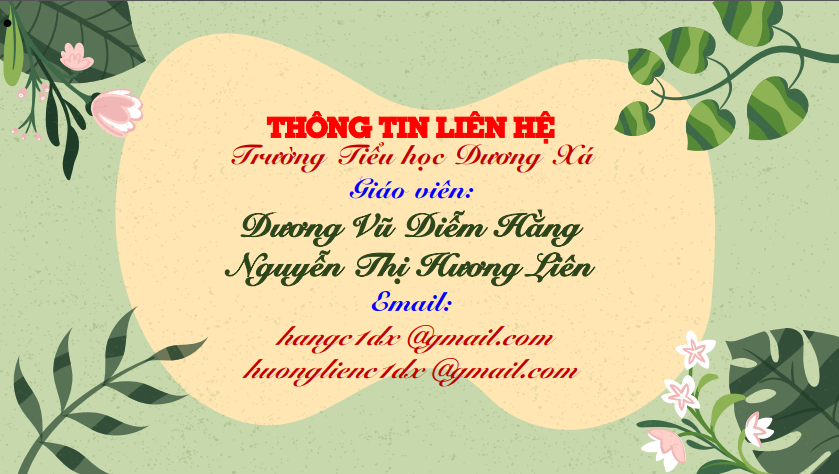 THÔNG TIN LIÊN HỆ
Trường Tiểu học Dương Xá
Giáo viên:
Dương Vũ Diễm Hằng
Nguyễn Thị Hương Liên
Email:
hangc1dx@gmail.com
huonglienc1dx@gmail.com